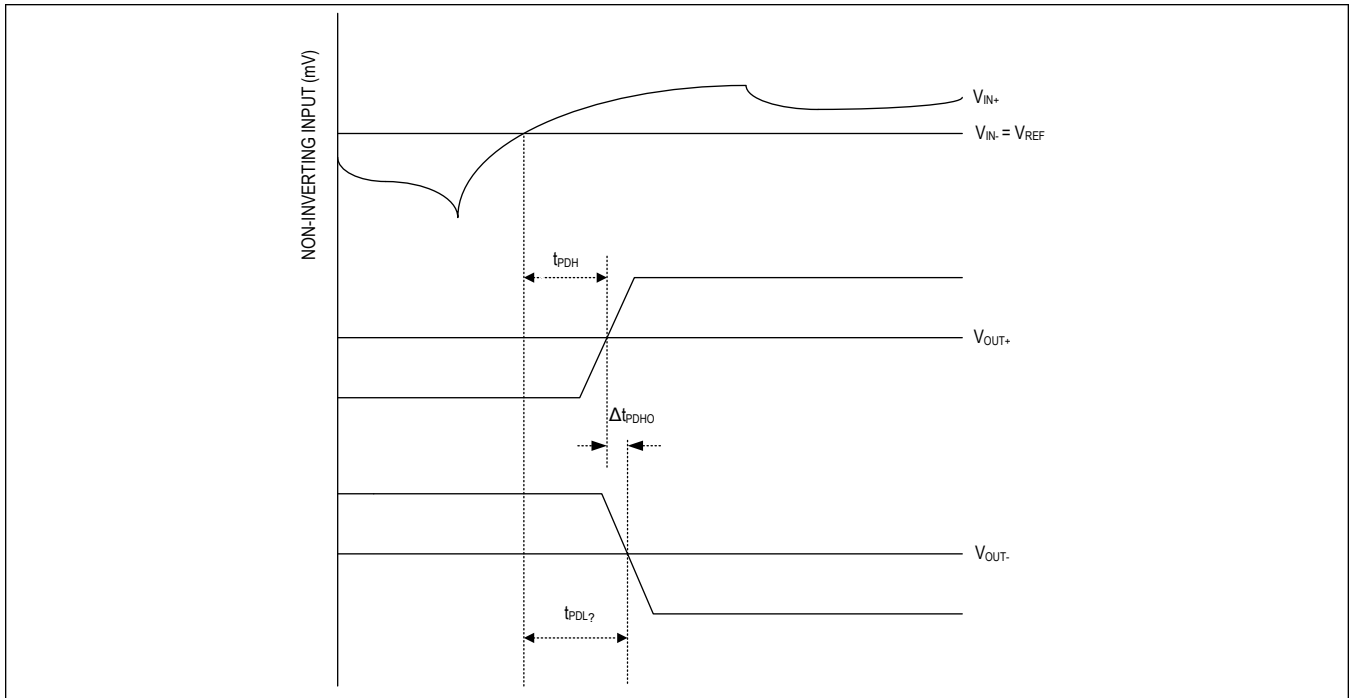 NON-INVERTING INPUT (mV)
VIN+
VIN- = VREF
tPDH
VOUT+
ΔtPDHO
VOUT-
tPDL?